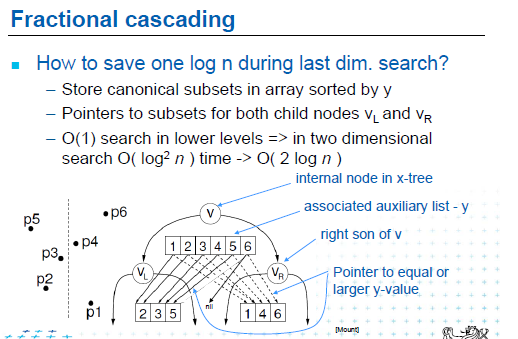 Fractional cascading
How to save one log n during last dim. search?
– Store canonical subsets in array sorted by y
– Pointers to subsets for both child nodes vL and vR
– O(1) search in lower levels => in two dimensional
search O( log² n ) time -> O( 2 log n )
internal node in x-tree
associated auxiliary list - y
right son of v
Pointer to equal or
larger y-value
p5
p6
p4
p3
p2
p1
V
1 2 3 4 5 6
VL
VR
nil
2 3 5
1 4 6
[Mount]